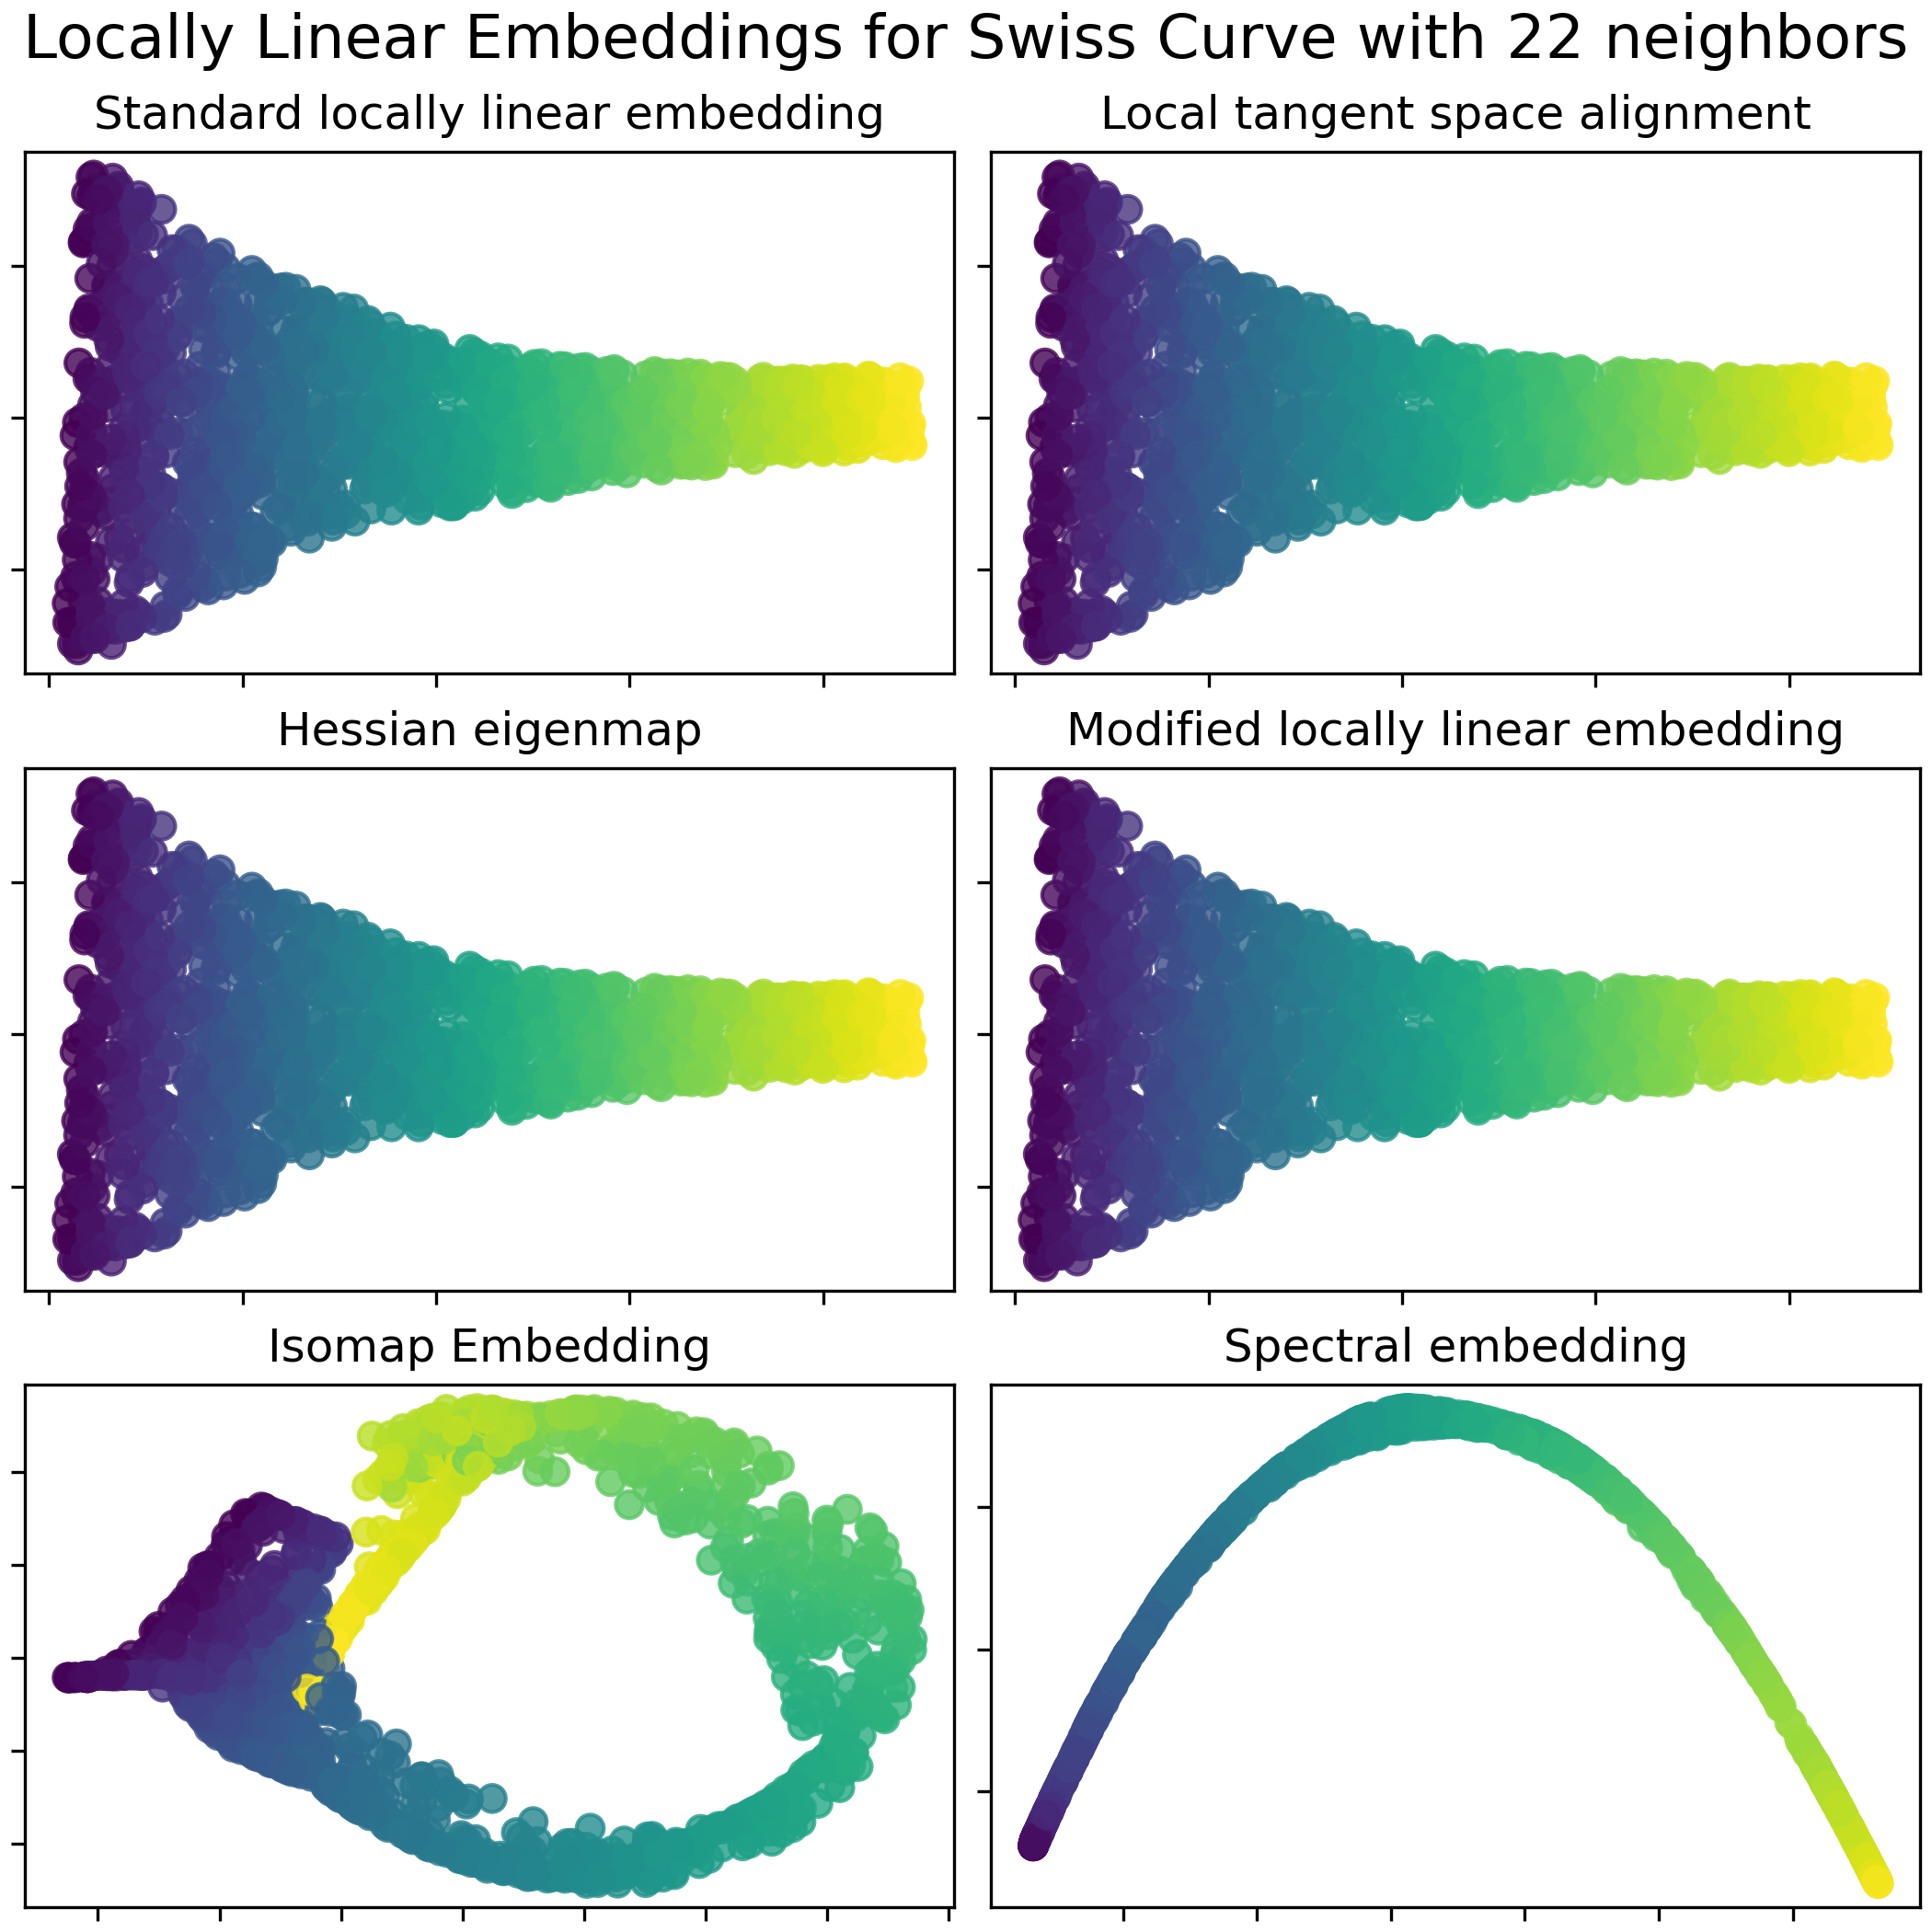 Locally Linear Embeddings for Swiss Curve with 22 neighbors
Standard locally linear embedding
Local tangent space alignment
Hessian eigenmap
Modified locally linear embedding
Isomap Embedding
Spectral embedding